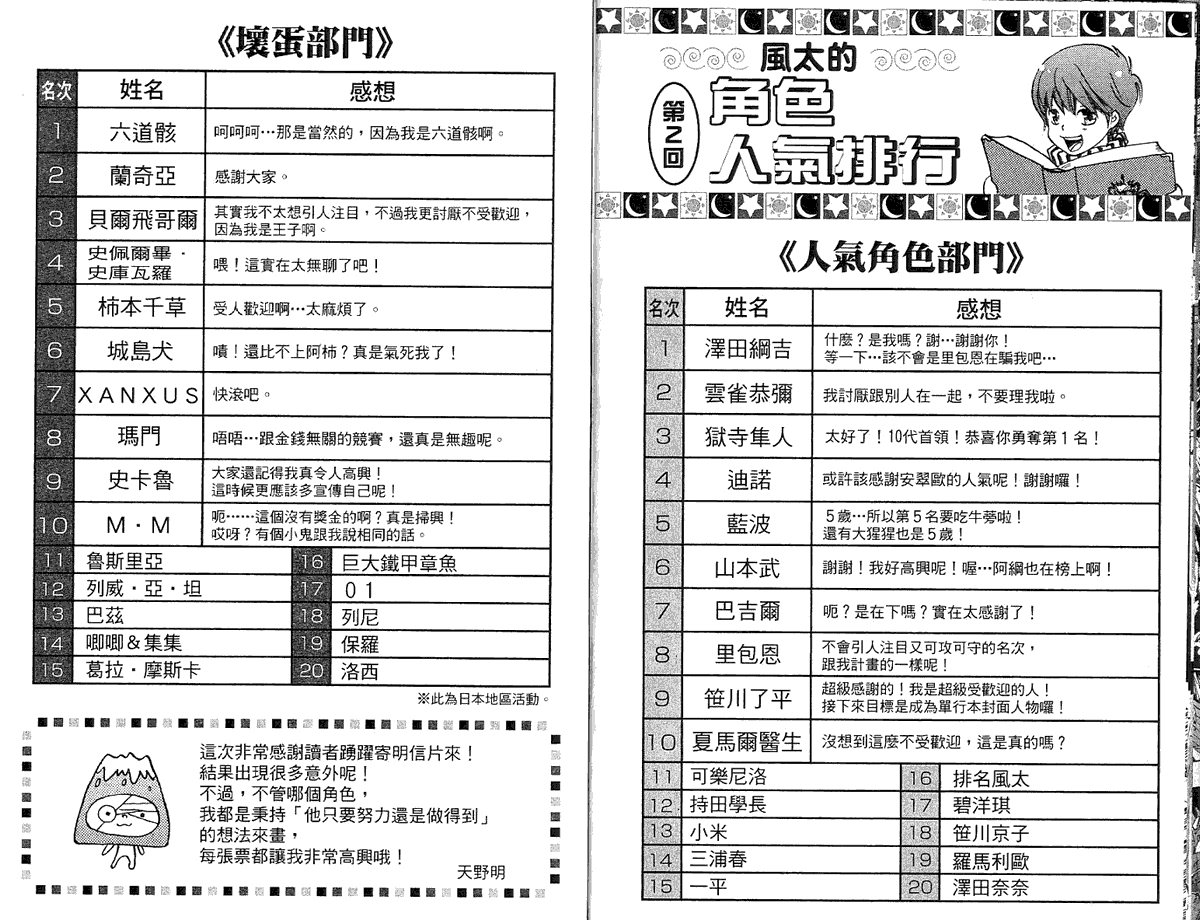 風太的
第2回
角色
人氣排行
《人氣角色部門》
名次 姓名 感想
1 澤田綱吉 什麼？是我嗎？謝…謝謝你！
等一下…該不會是里包恩在騙我吧…
2 雲雀恭彌 我討厭跟別人在一起，不要理我啦。
3 獄寺隼人 太好了！10代首領！恭喜你勇奪第1名！
4 迪諾 或許該感謝安翠歐的人氣呢！謝謝囉！
5 藍波 5歲…所以第5名要吃牛蒡啦！
還有大猩猩也是5歲！
6 山本武 謝謝！我好高興呢！喔…阿綱也在榜上啊！
7 巴吉爾 呃？是在下嗎？實在太感謝了！
8 里包恩 不會引人注目又可攻可守的名次，
跟我計畫的一樣呢！
9 笹川了平 超級感謝的！我是超級受歡迎的人！
接下來目標是成為單行本封面人物囉！
10 夏馬爾醫生 沒想到這麼不受歡迎，這是真的嗎？
11 可樂尼洛 16 排名風太
12 持田學長 17 碧洋琪
13 小米 18 笹川京子
14 三浦春 19 羅馬利歐
15 一平 20 澤田奈奈
《壞蛋部門》
名次 姓名 感想
1 六道骸 呵呵呵…那是當然的，因為我是六道骸啊。
2 蘭奇亞 感謝大家。
3 貝爾飛哥爾 其實我不太想引人注目，不過我更討厭不受歡迎，
因為我是王子啊。
4 史佩爾畢・
史庫瓦羅 喂！這實在太無聊了吧！
5 柿本千草 受人歡迎啊…太麻煩了。
6 城島犬 嘖！還比不上阿柿？真是氣死我了！
7 XANXUS 快滾吧。
8 瑪門 唔唔…跟金錢無關的競賽，還真是無趣呢。
9 史卡魯 大家還記得我真令人高興！
這時候更應該多宣傳自己呢！
10 M・M 呃……這個沒有獎金的啊？真是掃興！
哎呀？有個小鬼跟我說相同的話。
11 魯斯里亞 16 巨大鐵甲章魚
12 列威・亞・坦 17 01
13 巴茲 18 列尼
14 唧唧＆集集 19 保羅
15 葛拉・摩斯卡 20 洛西
※此為日本地區活動。
這次非常感謝讀者踴躍寄明信片來！
結果出現很多意外呢！
不過，不管哪個角色，
我都是秉持「他只要努力還是做得到」
的想法來畫，
每張票都讓我非常高興哦！
天野明